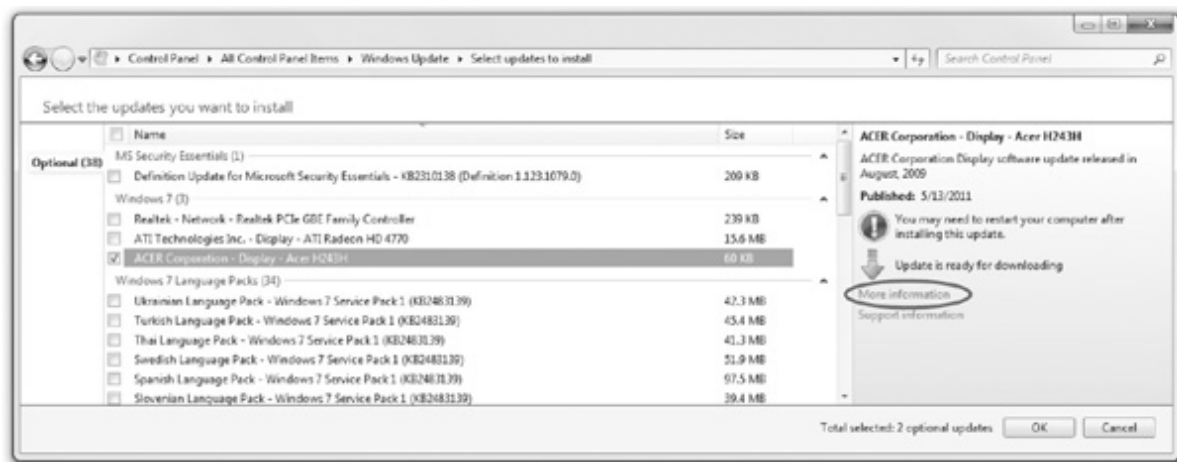 Control Panel ▸ All Control Panel Items ▸ Windows Update ▸ Select updates to install
Search Control Panel
Select the updates you want to install
Name Size
Optional (38)
MS Security Essentials (1)
Definition Update for Microsoft Security Essentials - KB2310138 (Definition 1.123.1079.0) 209 KB
Windows 7 (3)
Realtek - Network - Realtek PCIe GBE Family Controller 239 KB
ATI Technologies Inc. - Display - ATI Radeon HD 4770 15.6 MB
ACER Corporation - Display - Acer H243H 60 KB
Windows 7 Language Packs (34)
Ukrainian Language Pack - Windows 7 Service Pack 1 (KB2483139) 42.3 MB
Turkish Language Pack - Windows 7 Service Pack 1 (KB2483139) 45.4 MB
Thai Language Pack - Windows 7 Service Pack 1 (KB2483139) 41.3 MB
Swedish Language Pack - Windows 7 Service Pack 1 (KB2483139) 51.9 MB
Spanish Language Pack - Windows 7 Service Pack 1 (KB2483139) 97.5 MB
Slovenian Language Pack - Windows 7 Service Pack 1 (KB2483139) 39.4 MB
ACER Corporation - Display - Acer H243H
ACER Corporation Display software update released in
August, 2009
Published: 5/13/2011
You may need to restart your computer after
installing this update.
Update is ready for downloading
More information
Support information
Total selected: 2 optional updates
OK
Cancel